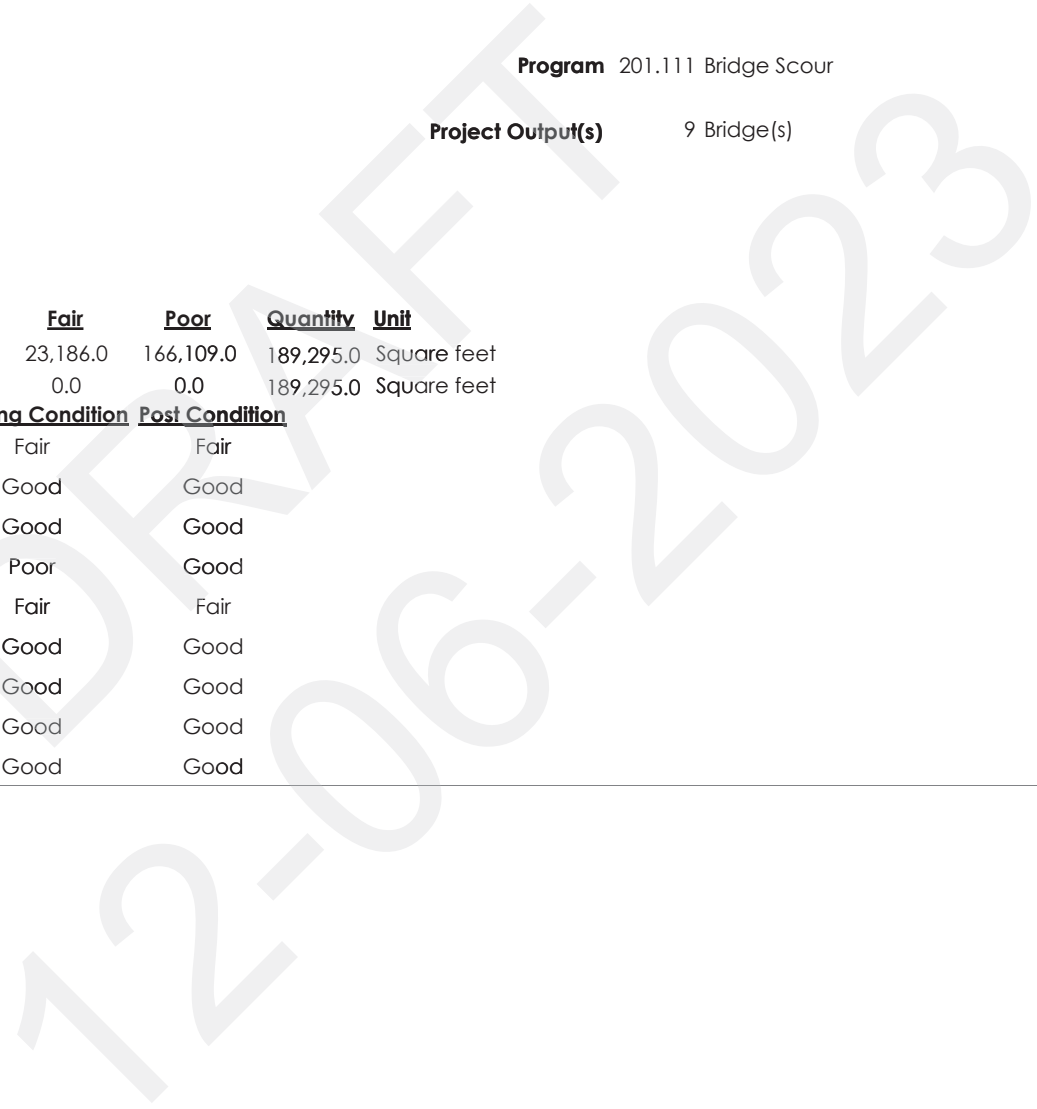 Program 201.111 Bridge Scour
Project Output(s) 9 Bridge(s)
Fair Poor Quantity Unit
23,186.0 166,109.0 189,295.0 Square feet
0.0 0.0 189,295.0 Square feet
ng Condition Post Condition
Fair Fair
Good Good
Good Good
Poor Good
Fair Fair
Good Good
Good Good
Good Good
Good Good
DRAFT
12-06-2023